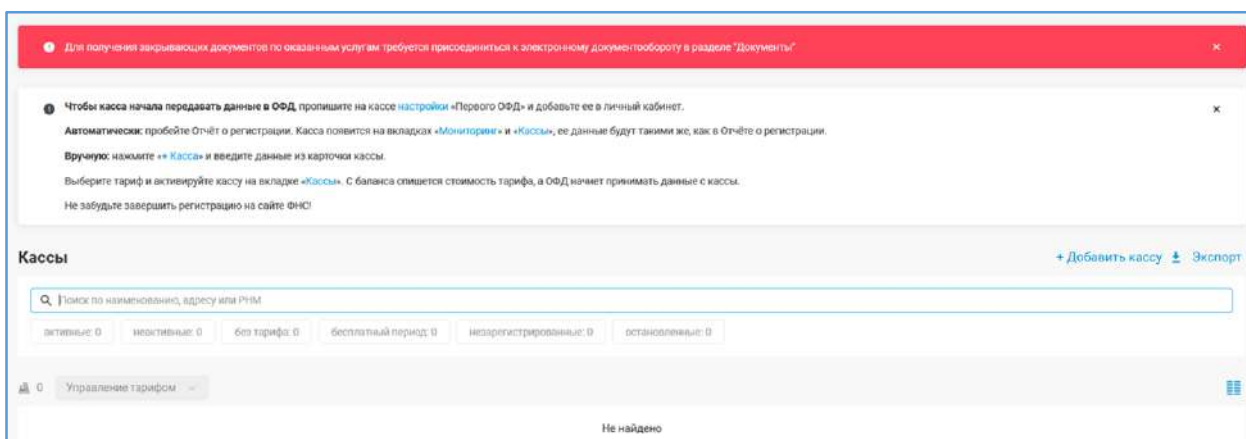 Для получения закрывающих документов по оказанным услугам требуется присоединиться к электронному документообороту в разделе "Документы"
Чтобы касса начала передавать данные в ОФД, пропишите на кассе настройки «Первого ОФД» и добавьте ее в личный кабинет.
Автоматически: пробейте Отчёт о регистрации. Касса появится на вкладках «Мониторинг» и «Кассы», ее данные будут такими же, как в Отчёте о регистрации.
Вручную: нажмите «+ Касса» и введите данные из карточки кассы.
Выберите тариф и активируйте кассу на вкладке «Кассы». С баланса спишется стоимость тарифа, а ОФД начнет принимать данные с кассы.
Не забудьте завершить регистрацию на сайте ФНС!
Кассы
+ Добавить кассу Экспорт
Поиск по наименованию, адресу или РНМ
активные: 0 неактивные: 0 без тарифа: 0 бесплатный период: 0 незарегистрированные: 0 остановленные: 0
0 Управление тарифом
Не найдено